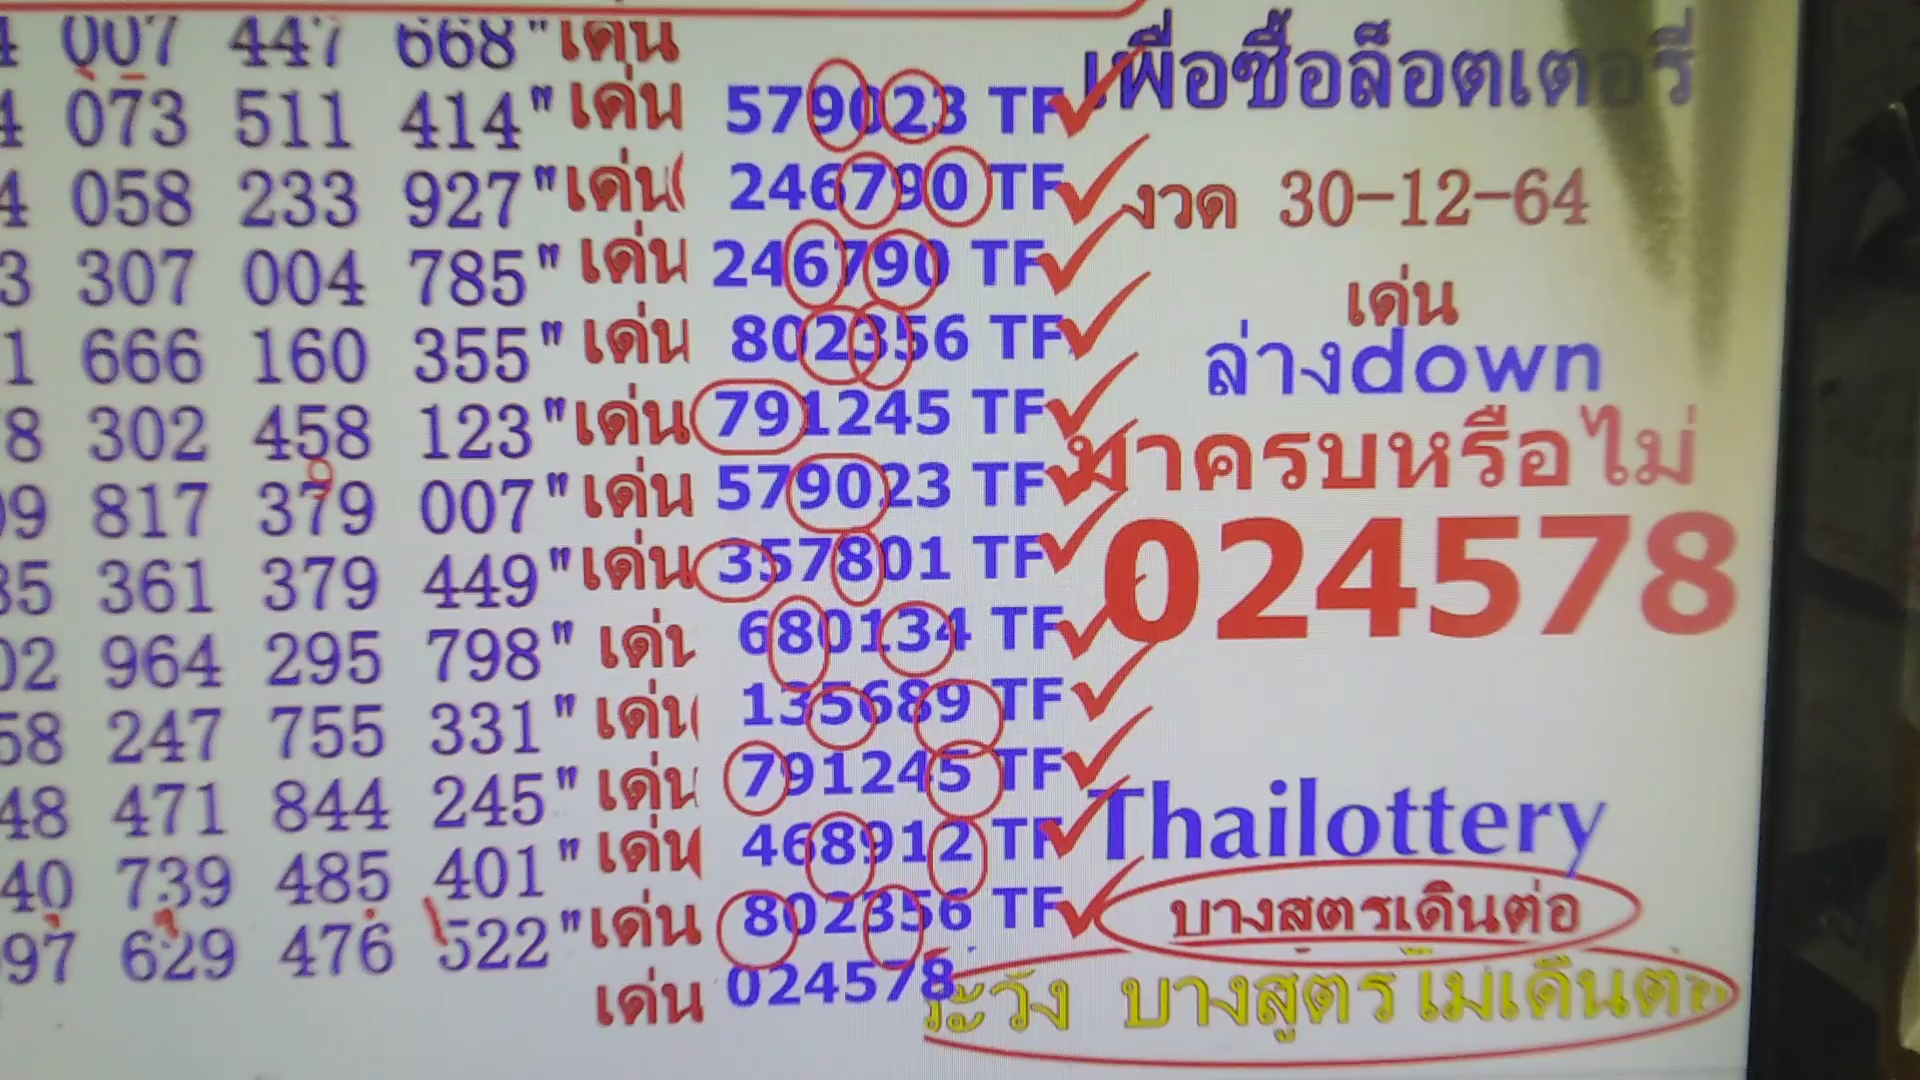 4 007 447 668" เด่น
4 073 511 414" เด่น 579023 TF เพื่อซื้อล็อตเตอรี่
4 058 233 927" เด่น 246790 TF งวด 30-12-64
3 307 004 785" เด่น 246790 TF เด่น
1 666 160 355" เด่น 802356 TF ล่างdown
8 302 458 123" เด่น 791245 TF มาครบหรือไม่
09 817 379 007" เด่น 579023 TF 024578
35 361 379 449" เด่น 357801 TF
02 964 295 798" เด่น 680134 TF
58 247 755 331" เด่น 135689 TF
48 471 844 245" เด่น 791245 TF Thailottery
40 739 485 401" เด่น 468912 TF
97 629 476 522" เด่น 802356 TF บางสูตรเดินต่อ
เด่น 024578 ระวัง บางสูตรไม่เดินต่อ